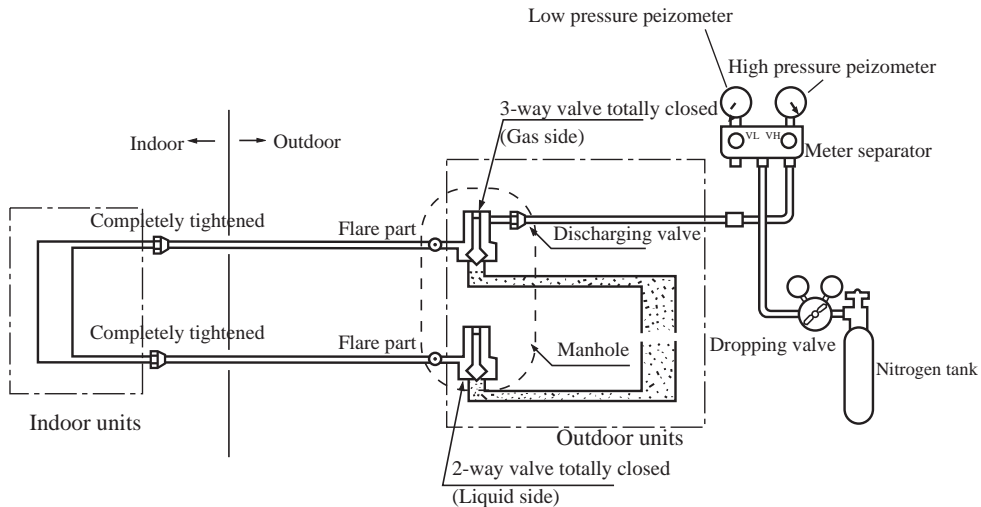 Low pressure peizometer
High pressure peizometer
3-way valve totally closed
(Gas side)
VL VH
Meter separator
Indoor
Outdoor
Completely tightened
Flare part
Discharging valve
Completely tightened
Flare part
Manhole
Dropping valve
Nitrogen tank
Indoor units
Outdoor units
2-way valve totally closed
(Liquid side)